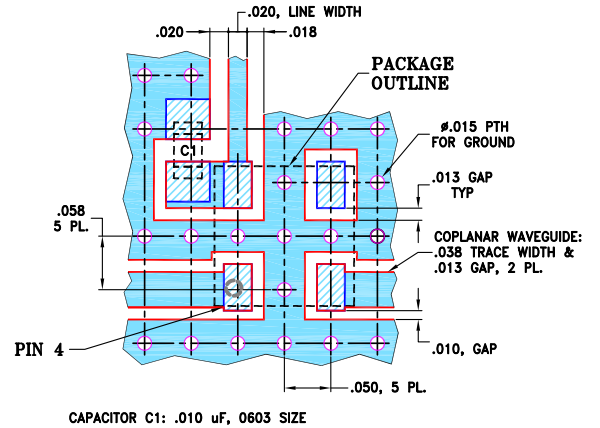 .020, LINE WIDTH
.020
.018
PACKAGE
OUTLINE
C1
ø.015 PTH
FOR GROUND
.013 GAP
TYP
.058
5 PL.
COPLANAR WAVEGUIDE:
.038 TRACE WIDTH &
.013 GAP, 2 PL.
PIN 4
.010, GAP
.050, 5 PL.
CAPACITOR C1: .010 uF, 0603 SIZE